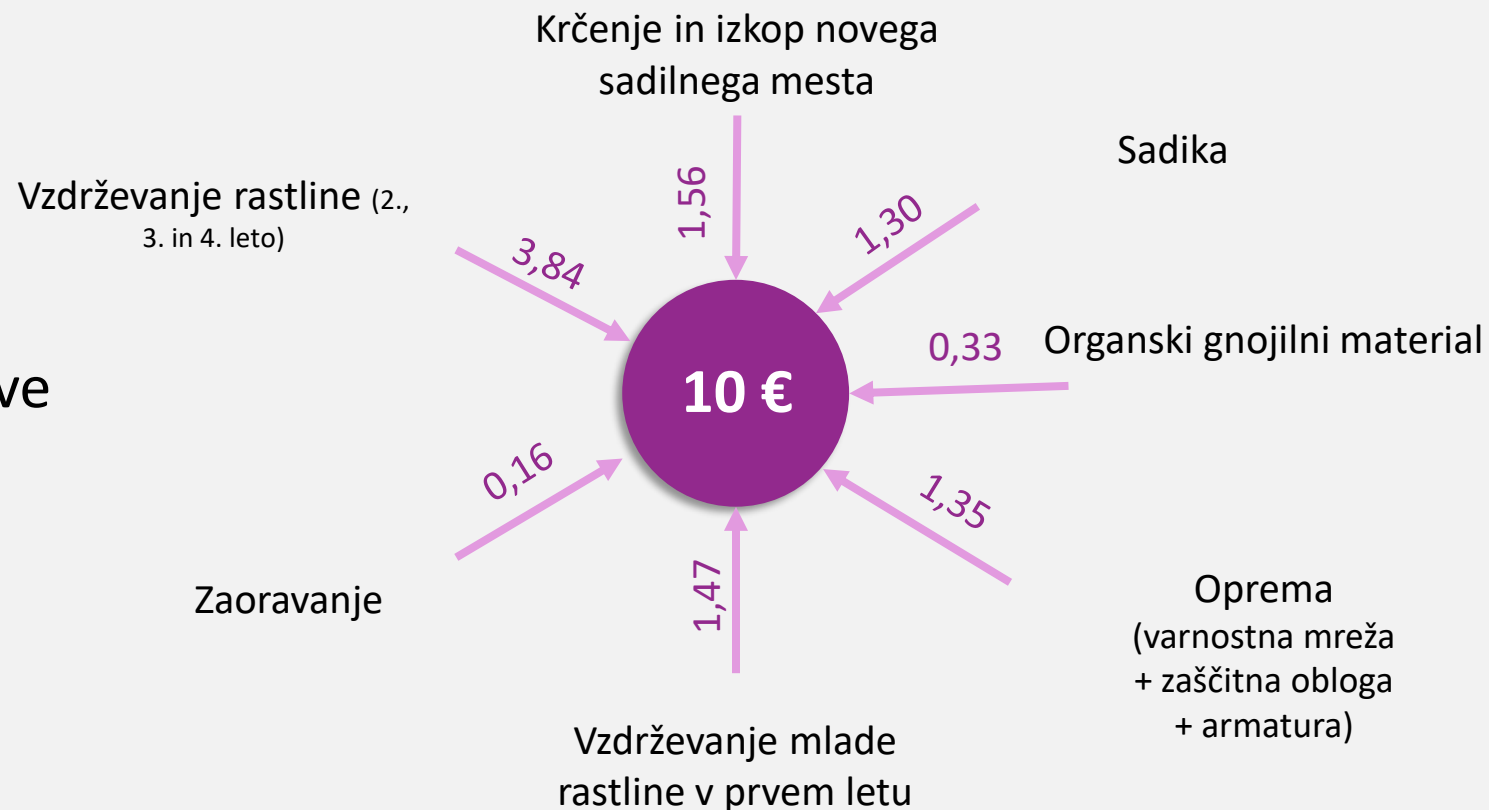 Krčenje in izkop novega
sadilnega mesta
1,56
Sadika
1,30
Organski gnojilni material
0,33
Oprema
(varnostna mreža
+ zaščitna obloga
+ armatura)
1,35
Vzdrževanje mlade
rastline v prvem letu
1,47
Zaoravanje
0,16
Vzdrževanje rastline (2.,
3. in 4. leto)
3,84
10 €
ve